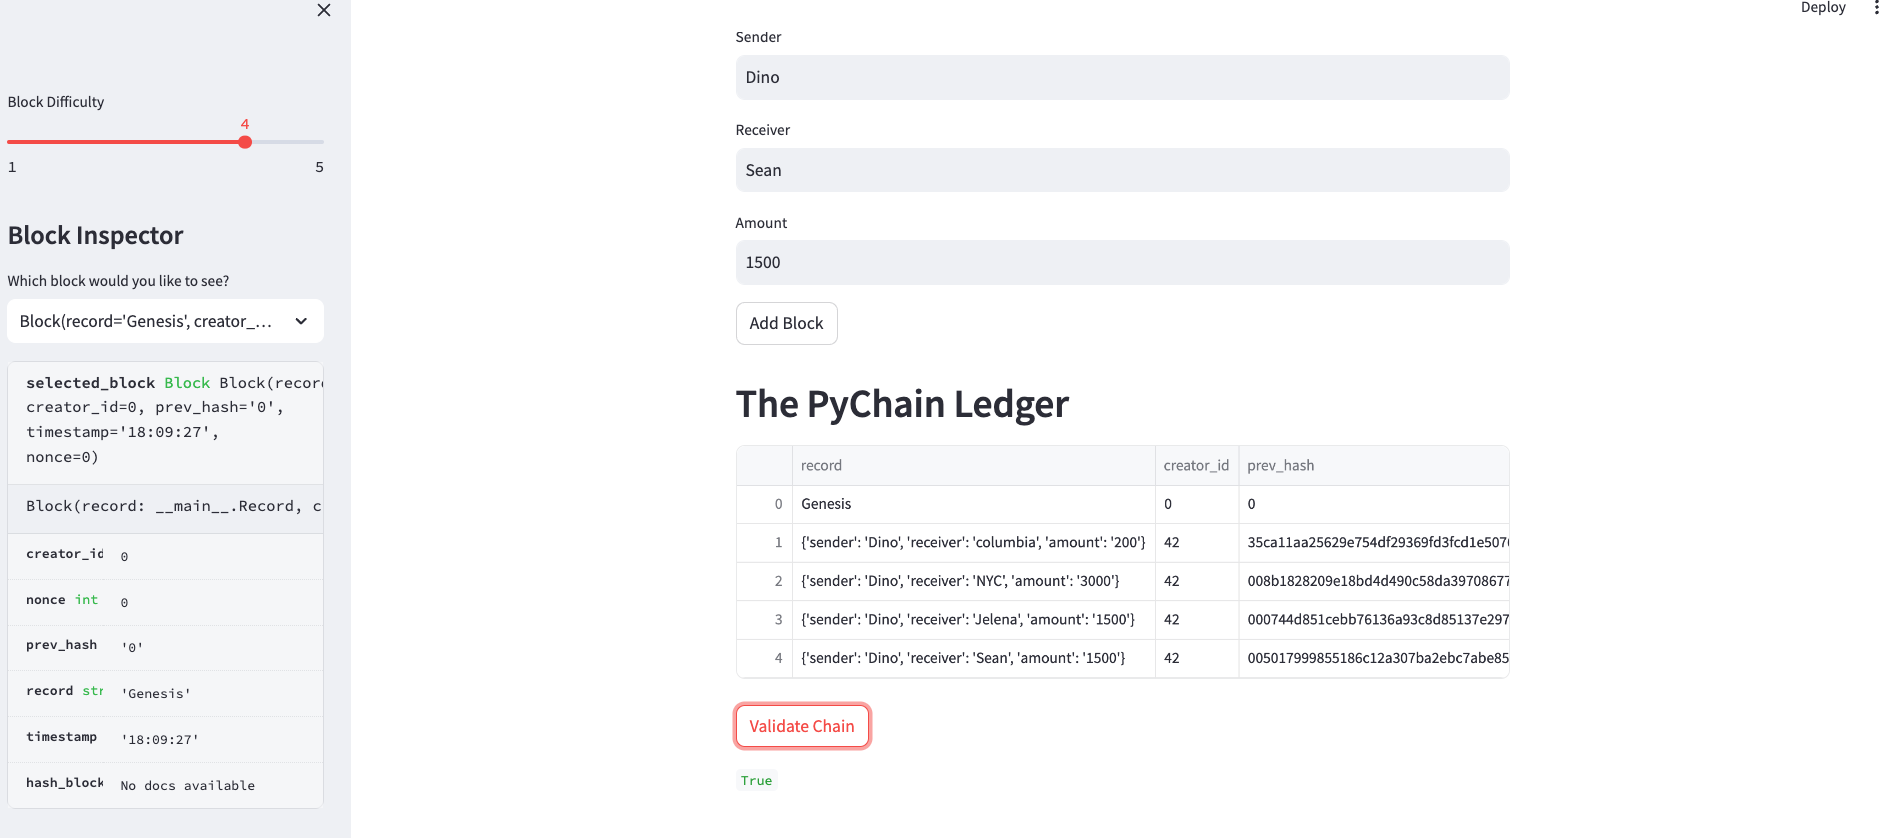 Deploy
Block Difficulty
4
1 5
Block Inspector
Which block would you like to see?
Block(record='Genesis', creator_...
selected_block Block Block(record
creator_id=0, prev_hash='0',
timestamp='18:09:27',
nonce=0)
Block(record: __main__.Record, c
creator_id 0
nonce int 0
prev_hash '0'
record str 'Genesis'
timestamp '18:09:27'
hash_block No docs available
Sender
Dino
Receiver
Sean
Amount
1500
Add Block
The PyChain Ledger
record creator_id prev_hash
0 Genesis 0 0
1 {'sender': 'Dino', 'receiver': 'columbia', 'amount': '200'} 42 35ca11aa25629e754df29369fd3fcd1e507
2 {'sender': 'Dino', 'receiver': 'NYC', 'amount': '3000'} 42 008b1828209e18bd4d490c58da39708677
3 {'sender': 'Dino', 'receiver': 'Jelena', 'amount': '1500'} 42 000744d851cebb76136a93c8d85137e297
4 {'sender': 'Dino', 'receiver': 'Sean', 'amount': '1500'} 42 005017999855186c12a307ba2ebc7abe85
Validate Chain
True